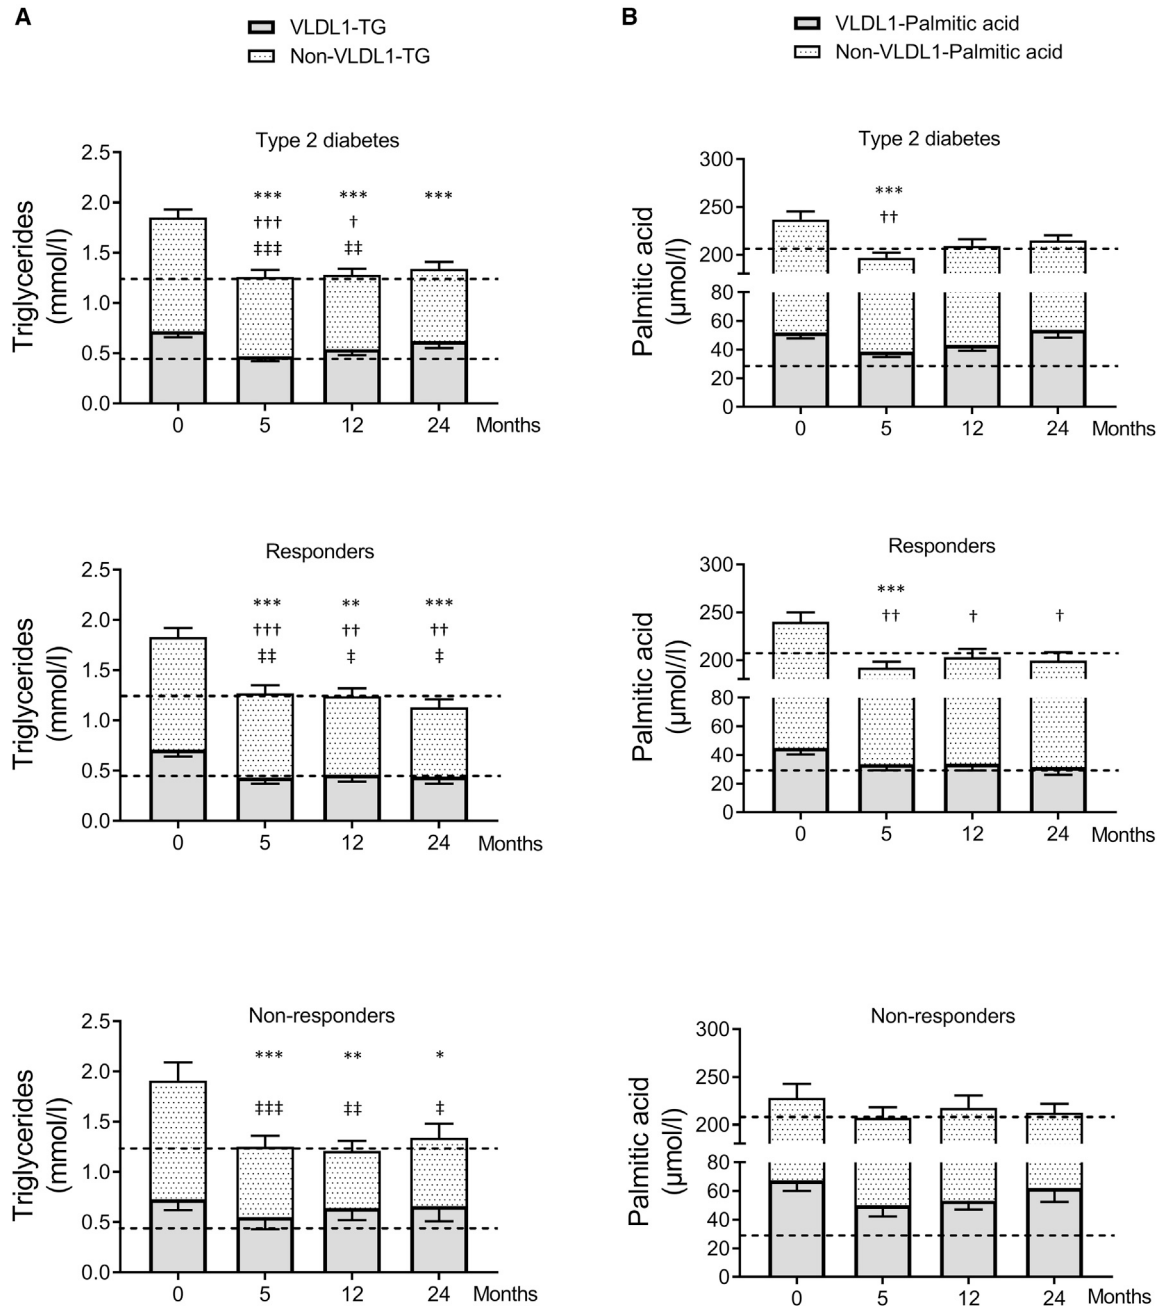 A
VLDL1-TG
Non-VLDL1-TG
Type 2 diabetes
Triglycerides
(mmol/l)
2.5
2.0
1.5
1.0
0.5
0.0
***
†††
‡‡‡
***
†
‡‡
***
0 5 12 24 Months
Responders
Triglycerides
(mmol/l)
2.5
2.0
1.5
1.0
0.5
0.0
***
†††
‡‡
**
††
‡
***
††
‡
0 5 12 24 Months
Non-responders
Triglycerides
(mmol/l)
2.5
2.0
1.5
1.0
0.5
0.0
***
‡‡‡
**
‡‡
*
‡
0 5 12 24 Months
B
VLDL1-Palmitic acid
Non-VLDL1-Palmitic acid
Type 2 diabetes
Palmitic acid
(µmol/l)
300
250
200
80
60
40
20
0
***
††
0 5 12 24 Months
Responders
Palmitic acid
(µmol//l)
300
250
200
80
60
40
20
0
***
††
†
†
0 5 12 24 Months
Non-responders
Palmitic acid
(µmol/l)
300
250
200
80
60
40
20
0
0 5 12 24 Months